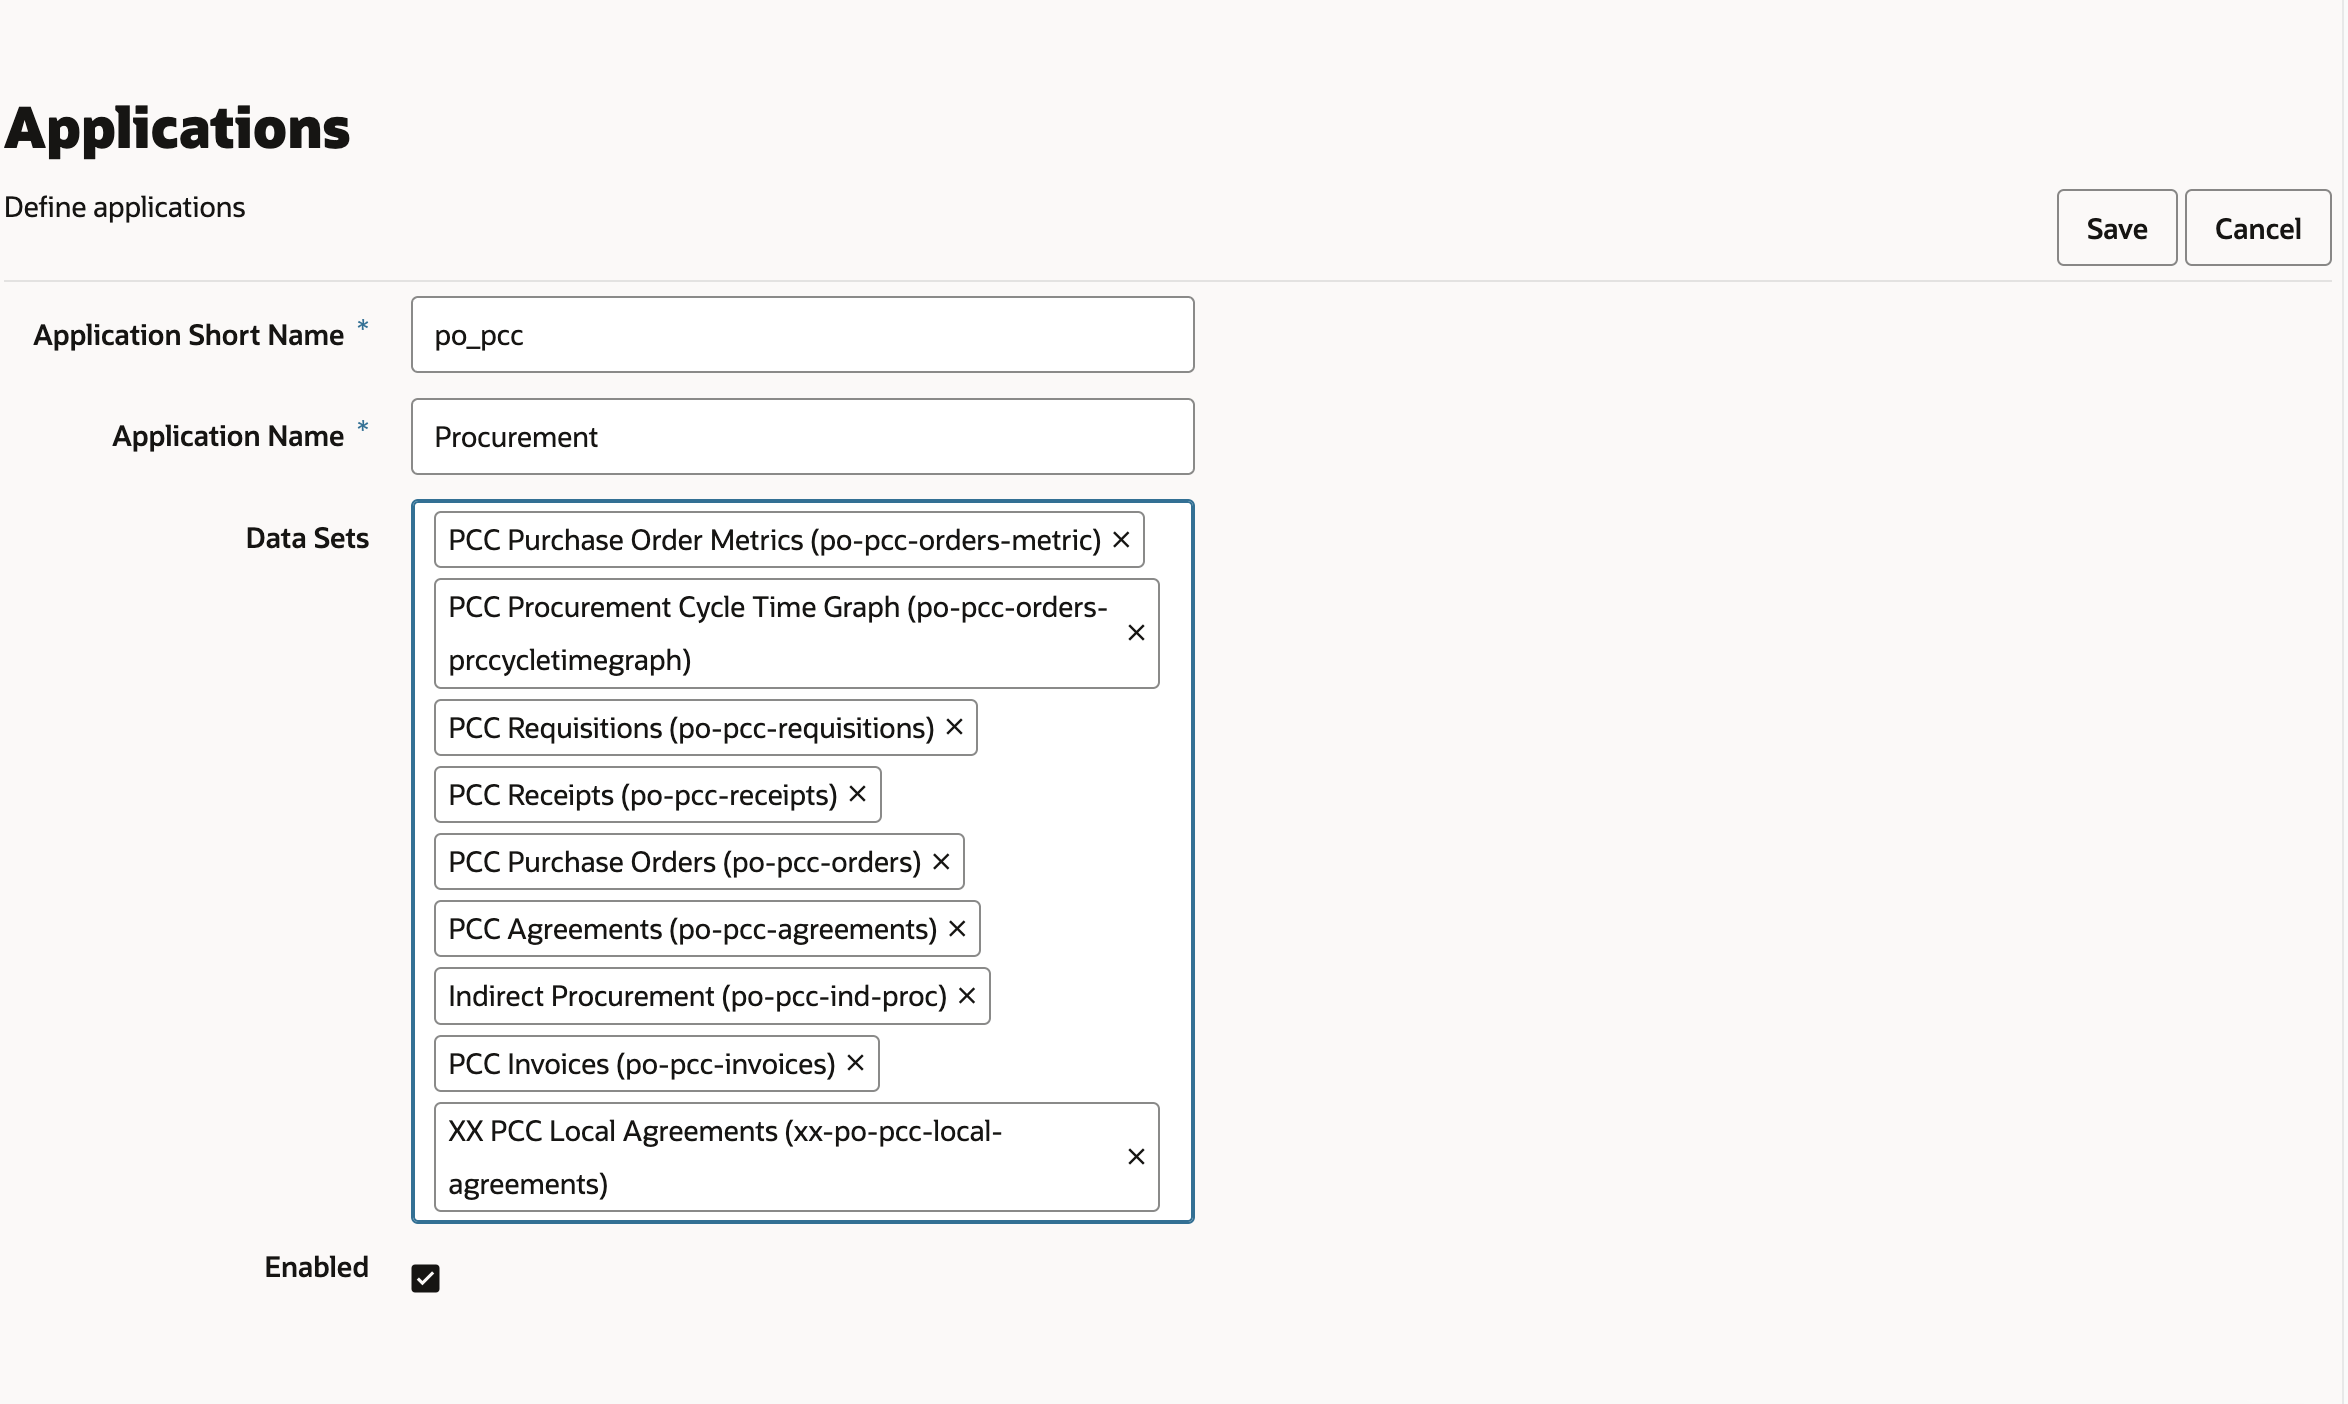 Applications
Define applications
Save
Cancel
Application Short Name *
po_pcc
Application Name *
Procurement
Data Sets
PCC Purchase Order Metrics (po-pcc-orders-metric) ×
PCC Procurement Cycle Time Graph (po-pcc-orders-
prccycletimegraph) ×
PCC Requisitions (po-pcc-requisitions) ×
PCC Receipts (po-pcc-receipts) ×
PCC Purchase Orders (po-pcc-orders) ×
PCC Agreements (po-pcc-agreements) ×
Indirect Procurement (po-pcc-ind-proc) ×
PCC Invoices (po-pcc-invoices) ×
XX PCC Local Agreements (xx-po-pcc-local-
agreements) ×
Enabled